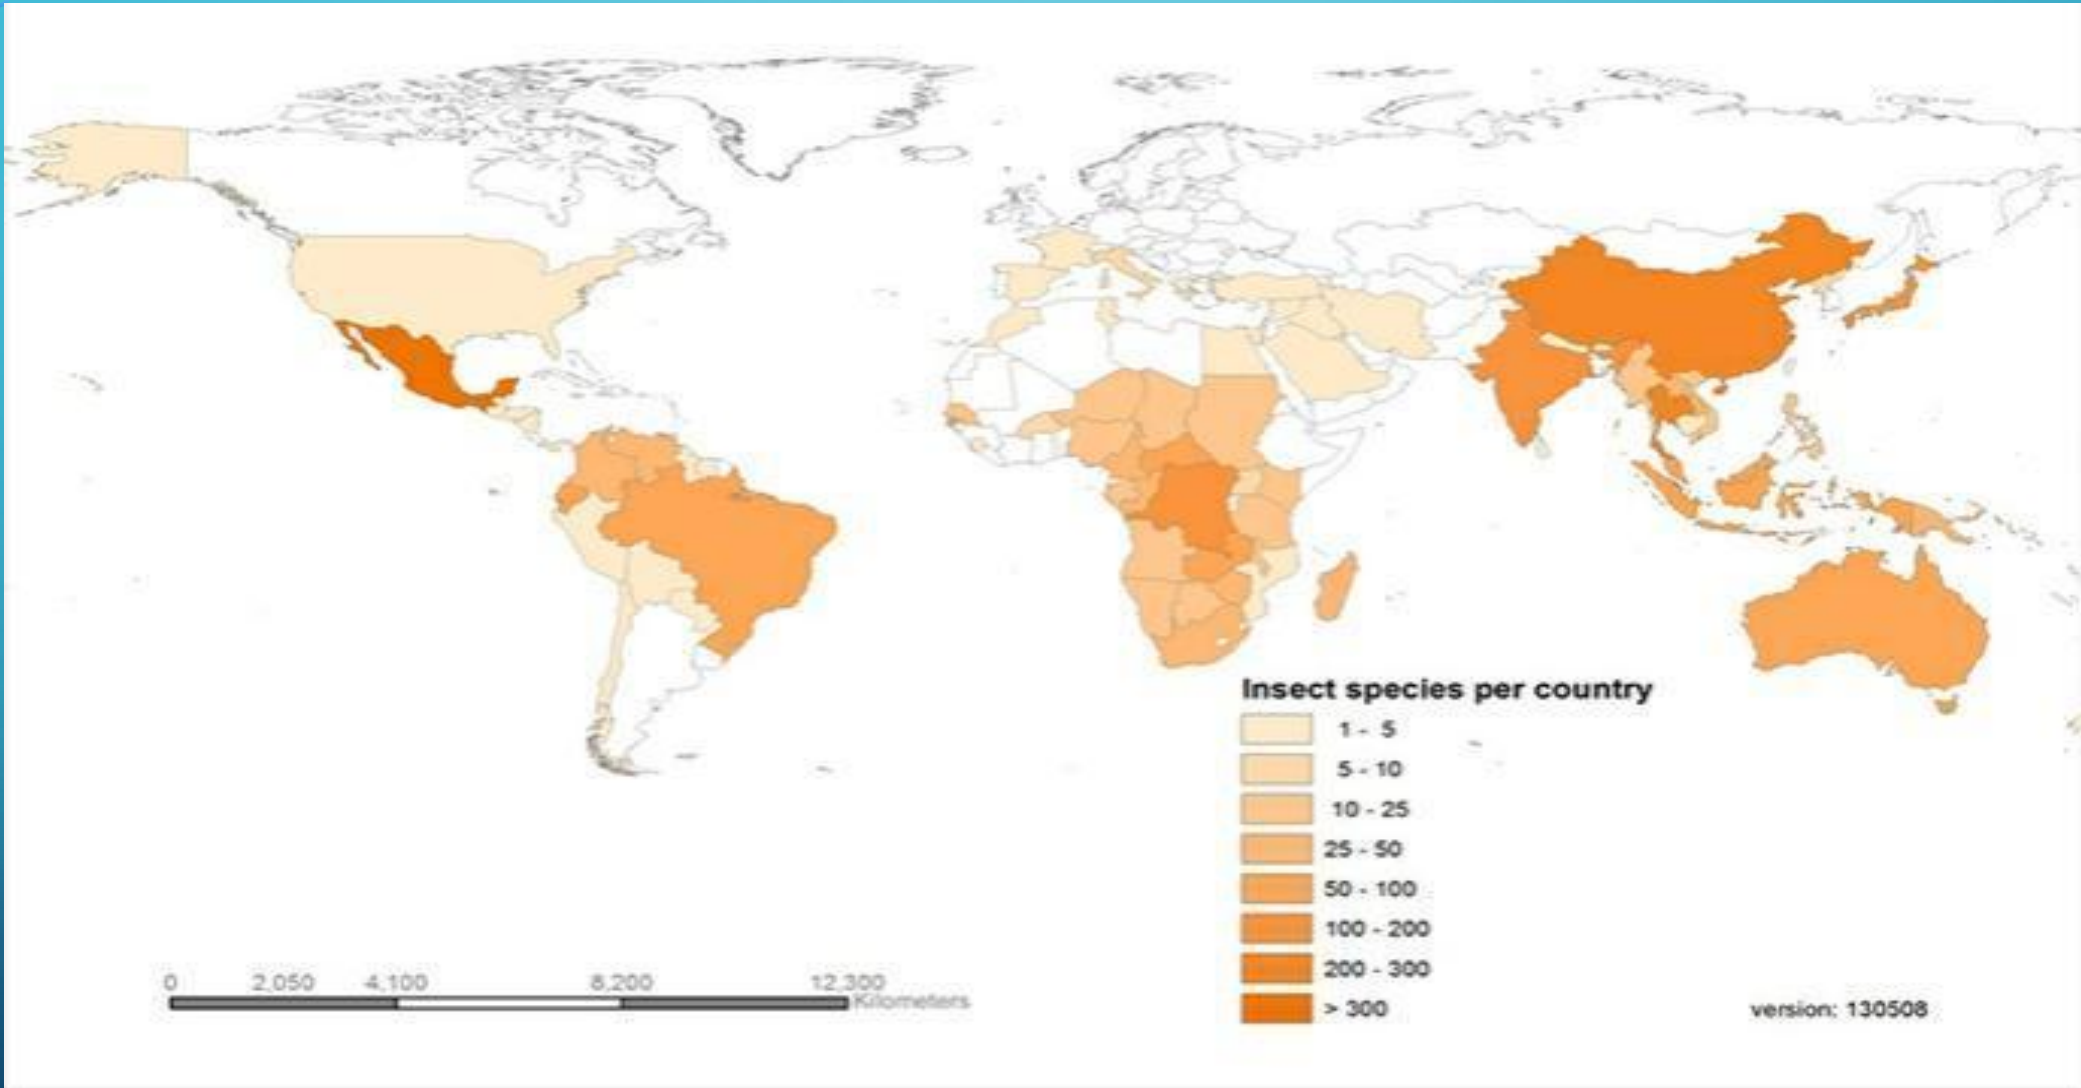 Insect species per country
1 - 5
5 - 10
10 - 25
25 - 50
50 - 100
100 - 200
200 - 300
> 300
0 2,050 4,100 8,200 12,300
Kilometers
version: 130508